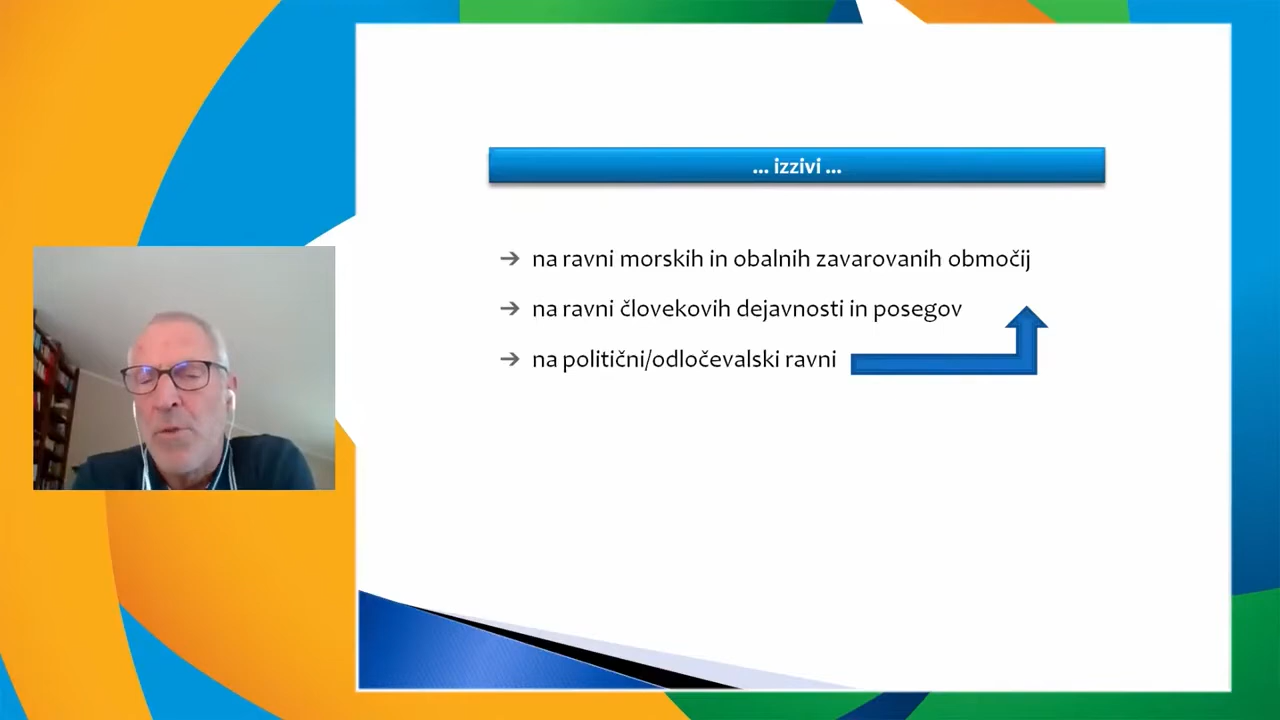 ... izzivi ...
→ na ravni morskih in obalnih zavarovanih območij
→ na ravni človekovih dejavnosti in posegov
→ na politični/odločevalski ravni